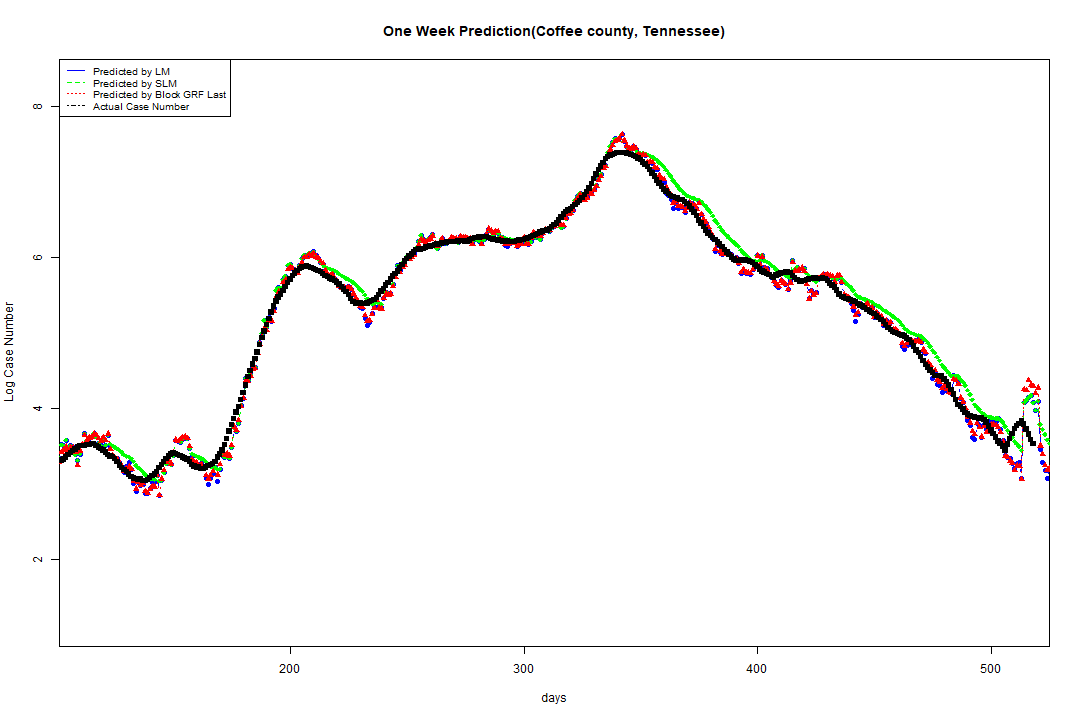 One Week Prediction(Coffee county, Tennessee)
Predicted by LM
Predicted by SLM
Predicted by Block GRF Last
Actual Case Number
8
6
4
2
Log Case Number
200 300 400 500
days